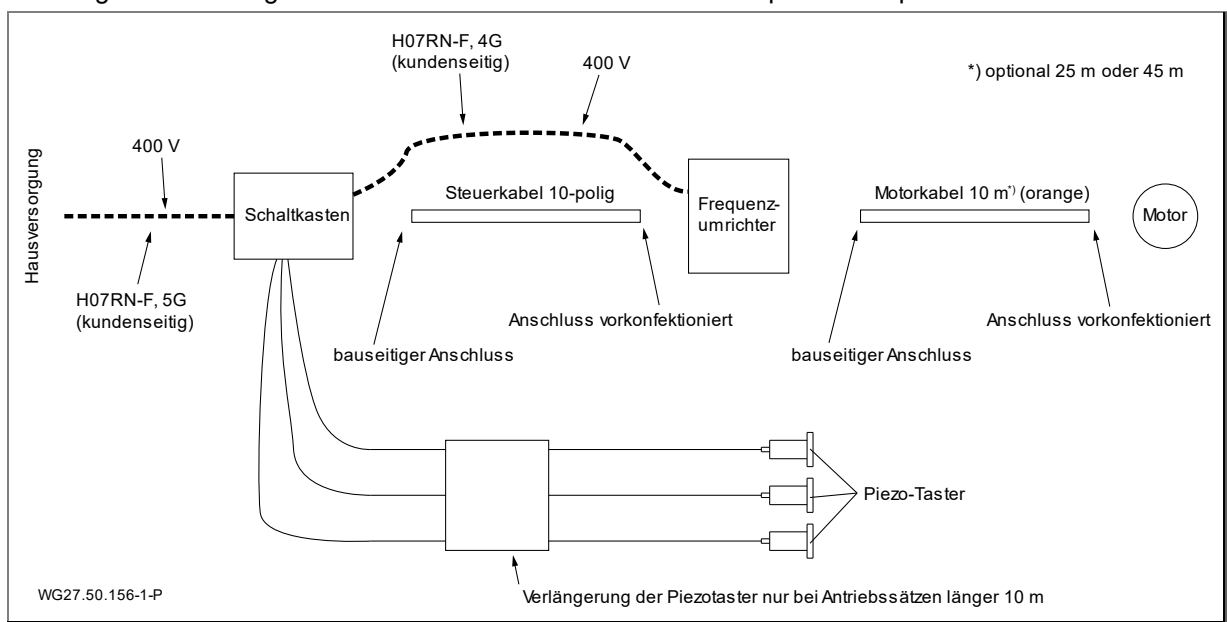 H07RN-F, 4G
(kundenseitig)
400 V
*) optional 25 m oder 45 m
Hausversorgung
400 V
Schaltkasten
Steuerkabel 10-polig
Frequenz-
umrichter
Motorkabel 10 m*) (orange)
Motor
H07RN-F, 5G
(kundenseitig)
Anschluss vorkonfektioniert
bauseitiger Anschluss
Anschluss vorkonfektioniert
bauseitiger Anschluss
Piezo-Taster
WG27.50.156-1-P
Verlängerung der Piezotaster nur bei Antriebssätzen länger 10 m